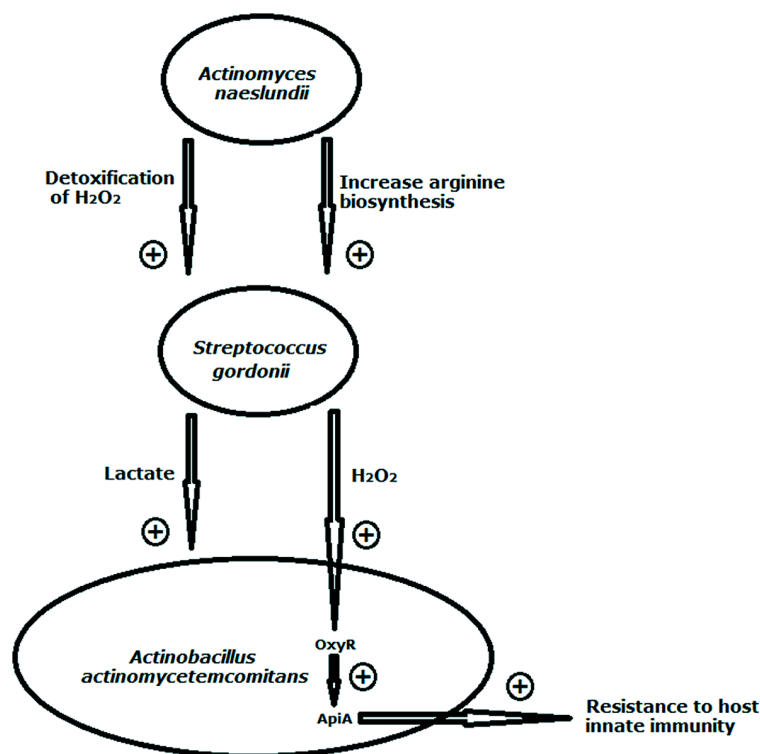 Actinomyces
naeslundii
Detoxification
of H₂O₂
Increase arginine
biosynthesis
+
+
Streptococcus
gordonii
Lactate
H₂O₂
+
+
OxyR
Actinobacillus
actinomycetemcomitans
+
+
ApiA
Resistance to host
innate immunity